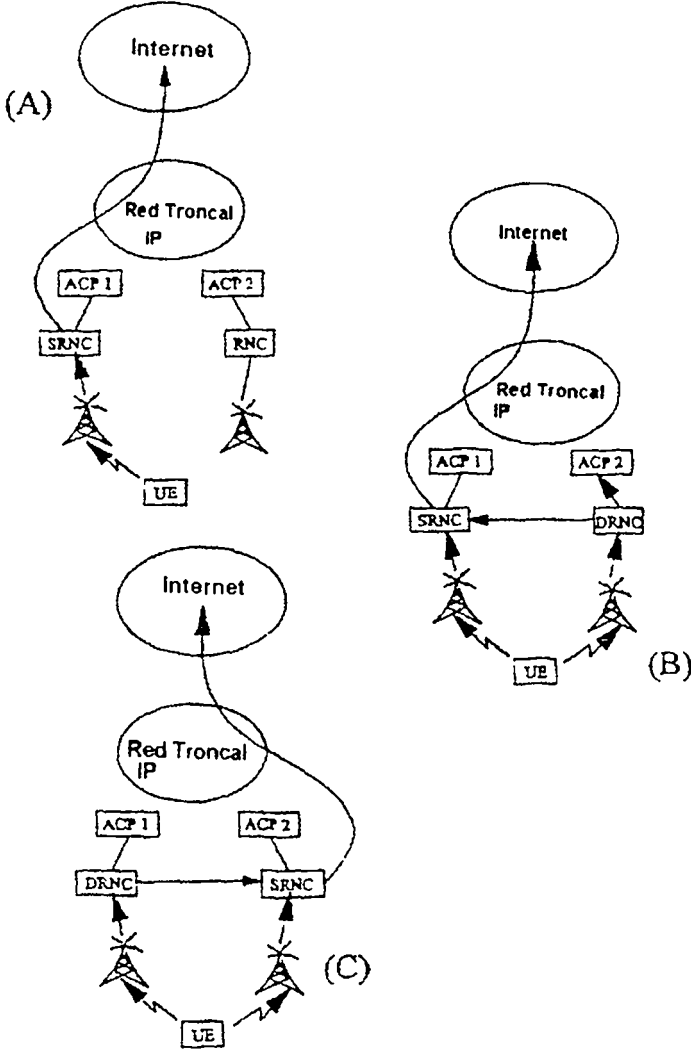 Internet
(A)
Red Troncal
IP
ACP 1
ACP 2
SRNC
RNC
UE
Internet
Red Troncal
IP
ACP 1
ACP 2
SRNC
DRNC
UE
(B)
Internet
Red Troncal
IP
ACP 1
ACP 2
DRNC
SRNC
(C)
UE